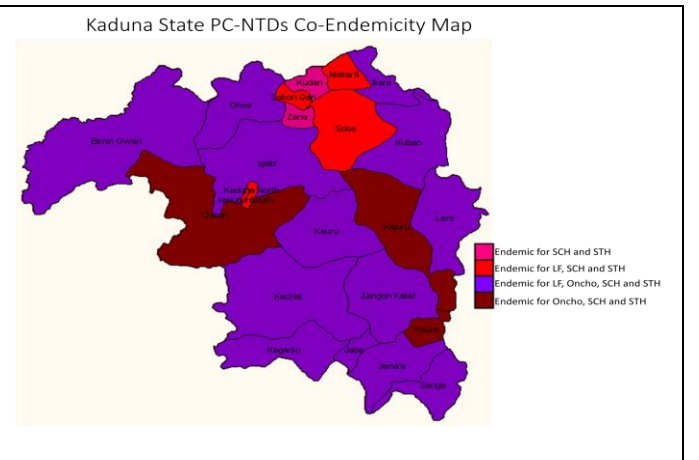 Kaduna State PC-NTDs Co-Endemicity Map
Makarfi
Kudan
Ikara
Sabon Gari
Giwa
Zaria
Soba
Birnin Gwari
Kubau
Igabi
Kaduna North
Kaduna South
Chikun
Kauru
Kauru
Lere
Endemic for SCH and STH
Endemic for LF, SCH and STH
Endemic for LF, Oncho, SCH and STH
Endemic for Oncho, SCH and STH
Kachia
Zangon Kataf
Kaura
Kagarko
Jaba
Jema'a
Sanga